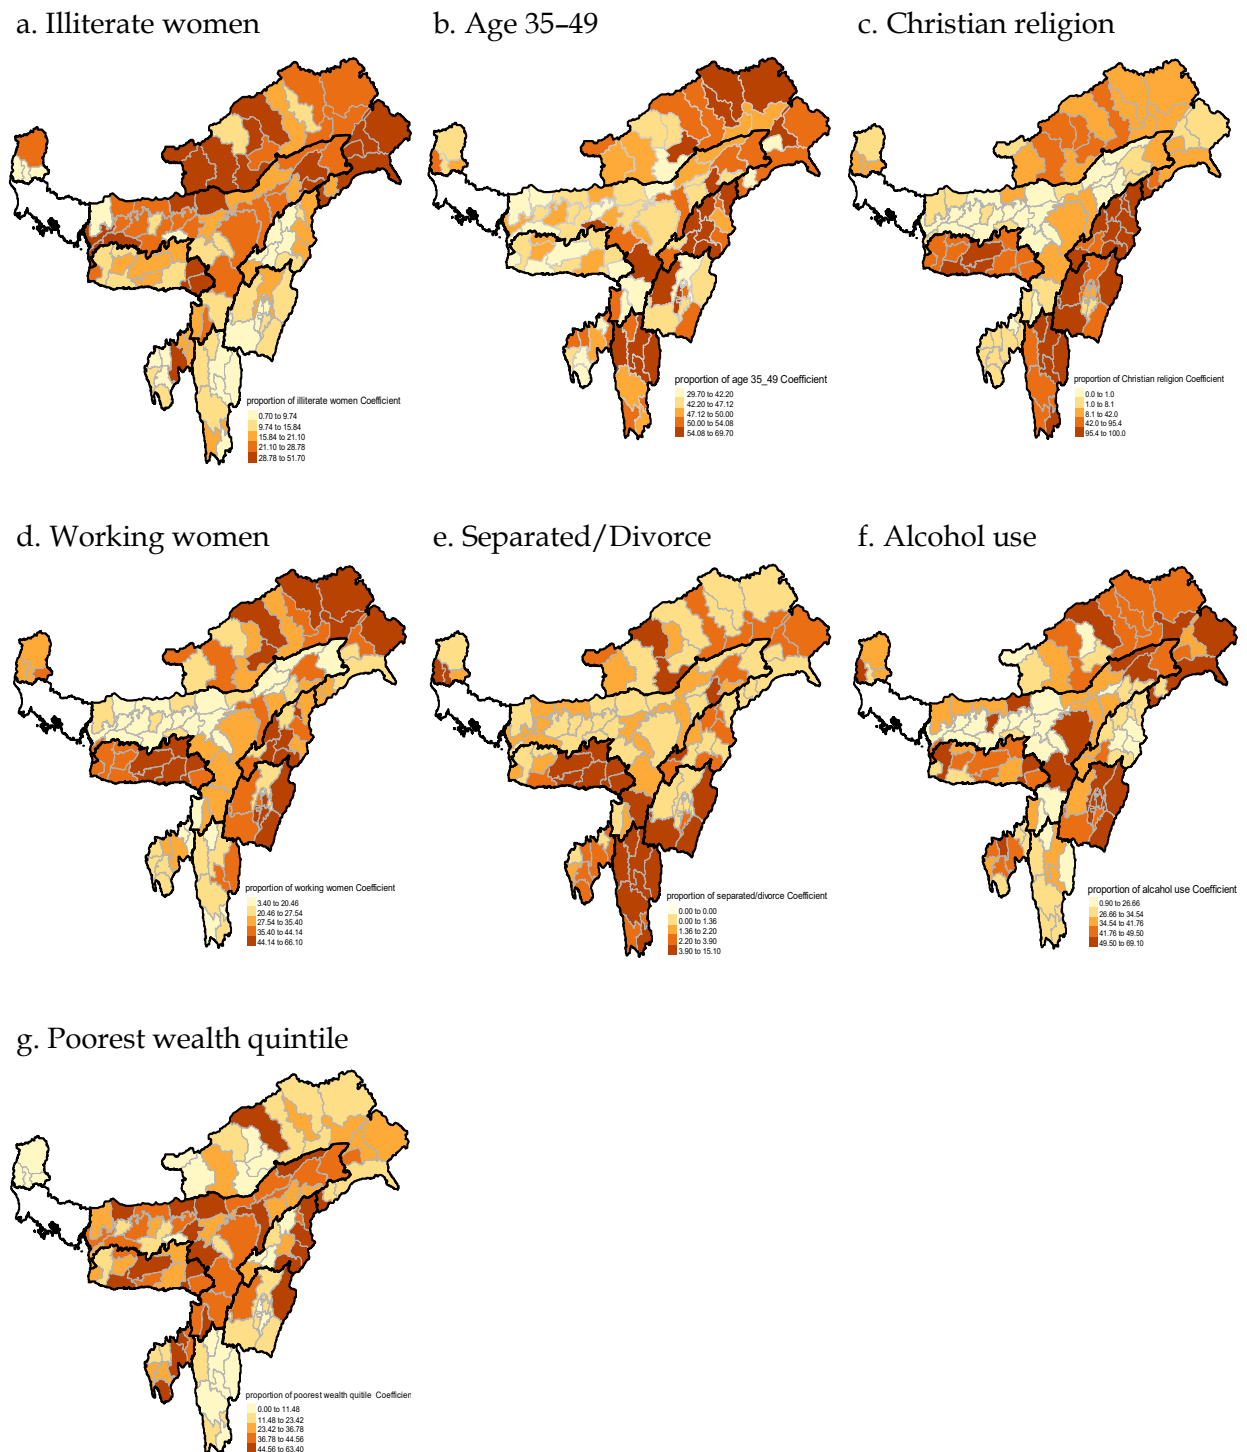 a. Illiterate women
b. Age 35–49
c. Christian religion
proportion of illiterate women Coefficient
0.70 to 9.74
9.74 to 15.84
15.84 to 21.10
21.10 to 28.78
28.78 to 51.70
proportion of age 35_49 Coefficient
29.70 to 42.20
42.20 to 47.12
47.12 to 50.00
50.00 to 54.08
54.08 to 69.70
proportion of Christian religion Coefficient
0.0 to 1.0
1.0 to 8.1
8.1 to 42.0
42.0 to 95.4
95.4 to 100.0
d. Working women
e. Separated/Divorce
f. Alcohol use
proportion of working women Coefficient
3.40 to 20.46
20.46 to 27.54
27.54 to 35.40
35.40 to 44.14
44.14 to 66.10
proportion of separated/divorce Coefficient
0.00 to 0.00
0.00 to 1.36
1.36 to 2.20
2.20 to 3.90
3.90 to 15.10
proportion of alcahol use Coefficient
0.90 to 26.66
26.66 to 34.54
34.54 to 41.76
41.76 to 49.50
49.50 to 69.10
g. Poorest wealth quintile
proportion of poorest wealth quitile Coefficien
0.00 to 11.48
11.48 to 23.42
23.42 to 36.78
36.78 to 44.56
44.56 to 63.40